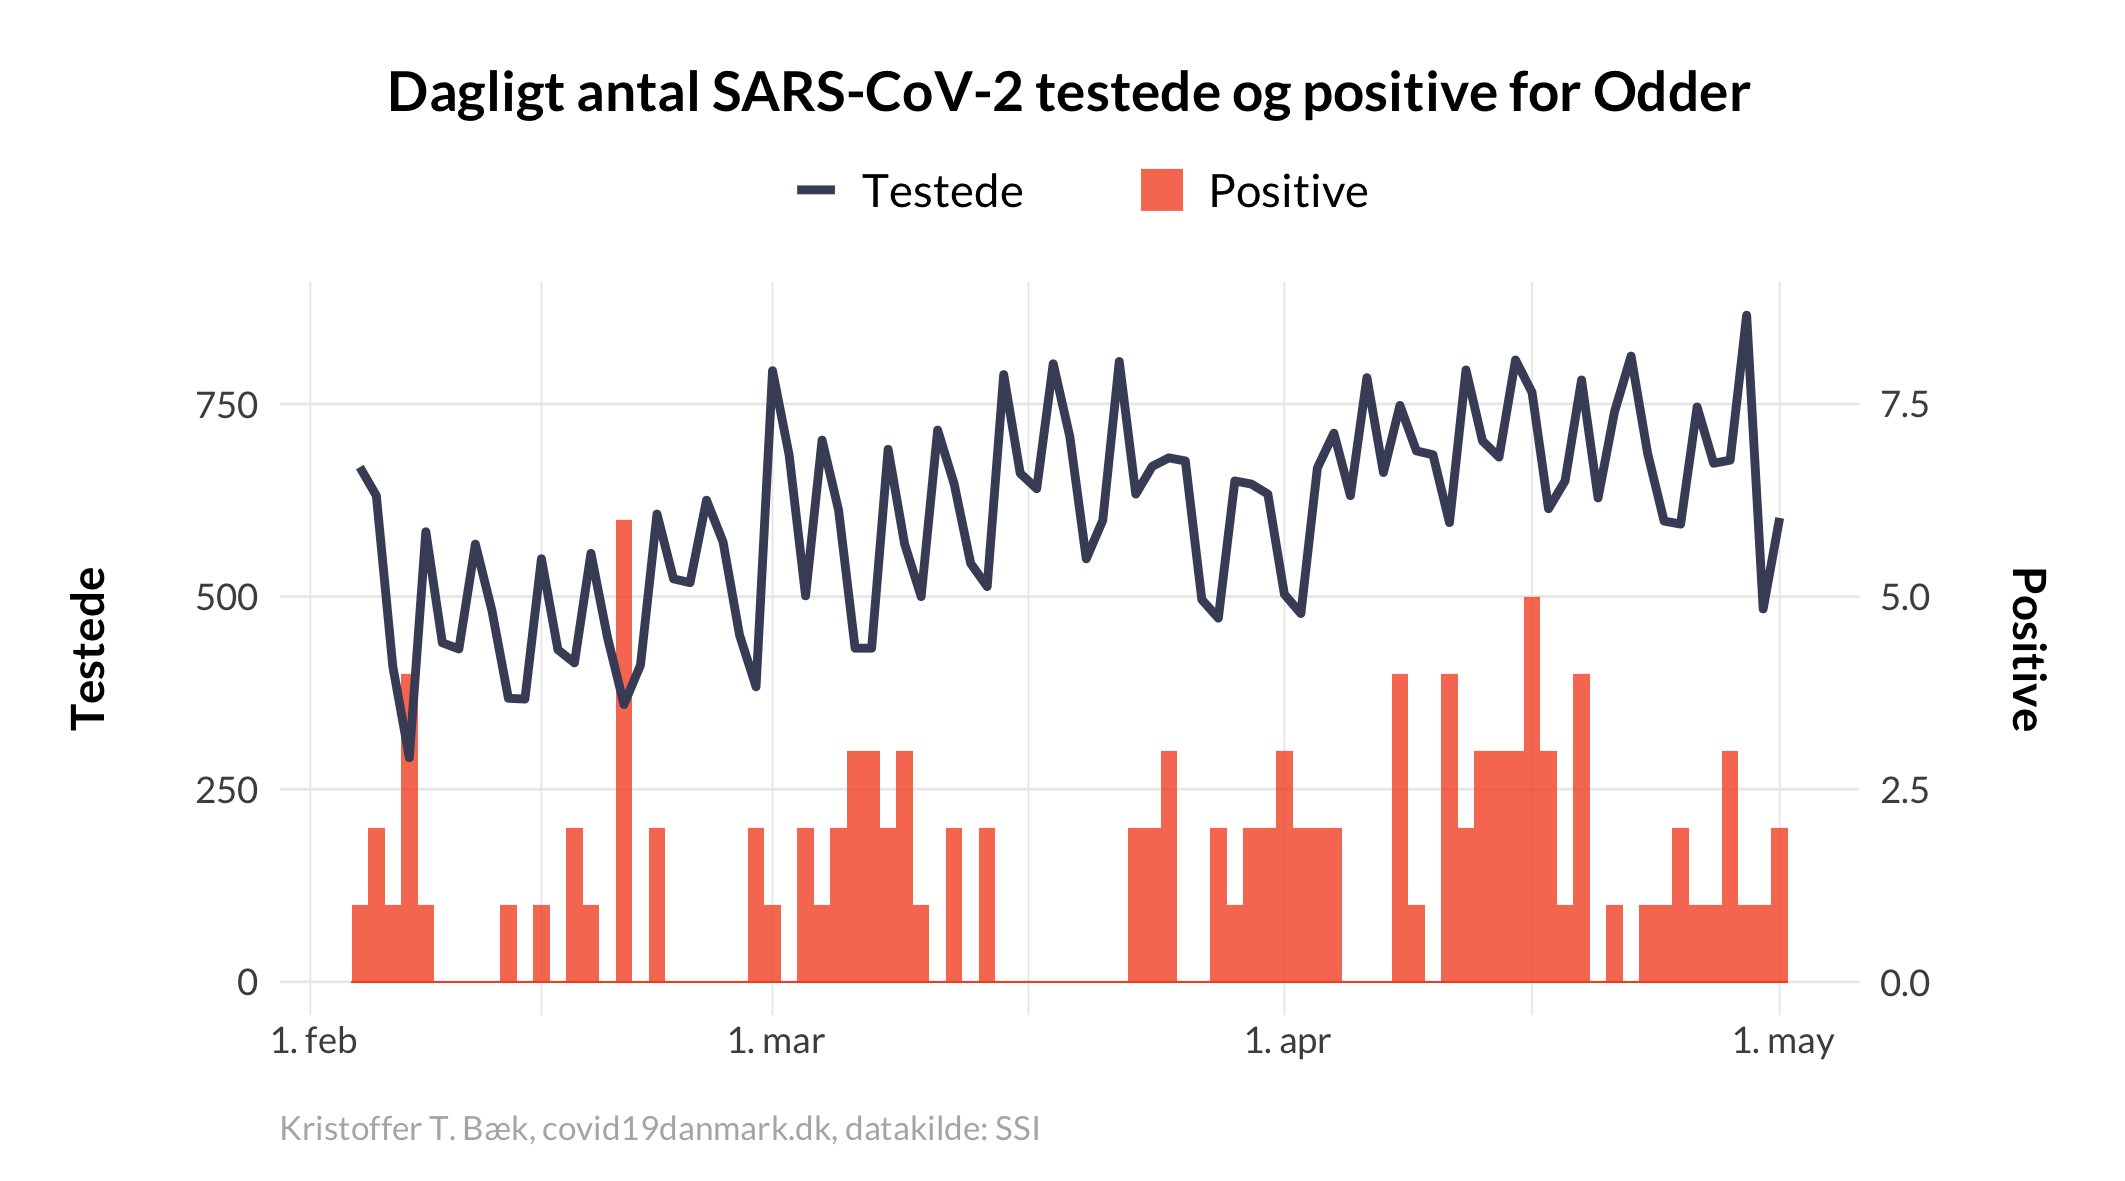 Dagligt antal SARS-CoV-2 testede og positive for Odder
Testede
Positive
750
500
250
0
Testede
7.5
5.0
2.5
0.0
Positive
1. feb
1. mar
1. apr
1. may
Kristoffer T. Bæk, covid19danmark.dk, datakilde: SSI